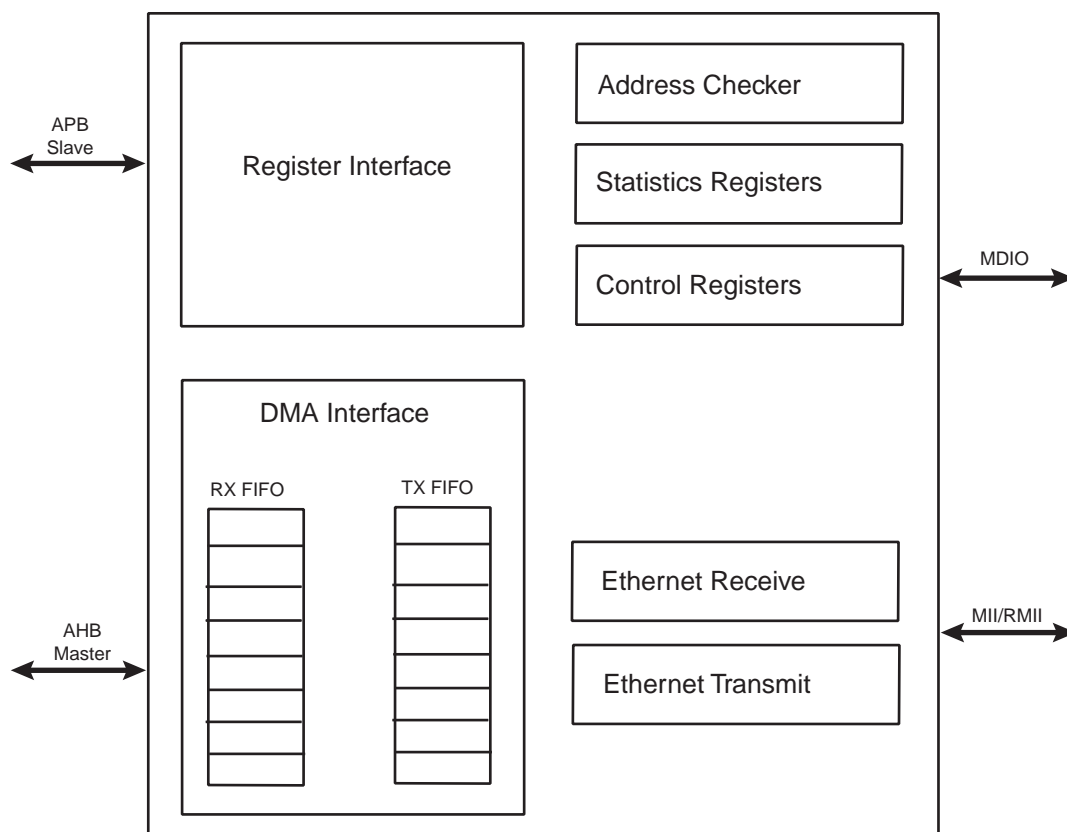 APB
Slave
Register Interface
Address Checker
Statistics Registers
Control Registers
MDIO
DMA Interface
RX FIFO
TX FIFO
AHB
Master
Ethernet Receive
Ethernet Transmit
MII/RMII